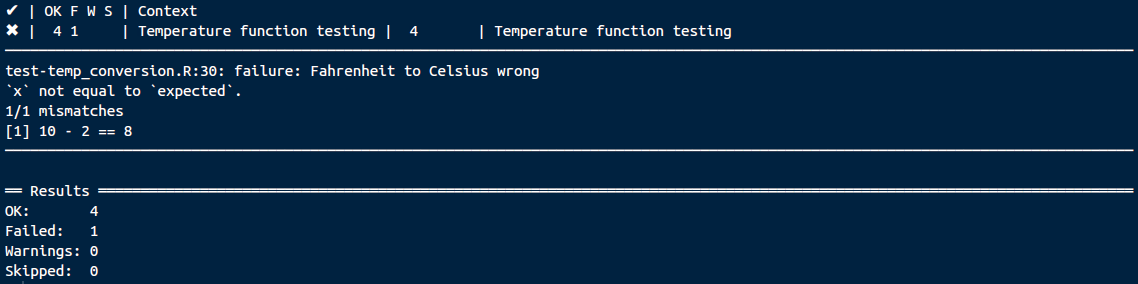 ✔ | OK F W S | Context
✖ |  4 1     | Temperature function testing |  4       | Temperature function testing
test-temp_conversion.R:30: failure: Fahrenheit to Celsius wrong
`x` not equal to `expected`.
1/1 mismatches
[1] 10 - 2 == 8
══ Results ══
OK:       4
Failed:   1
Warnings: 0
Skipped:  0